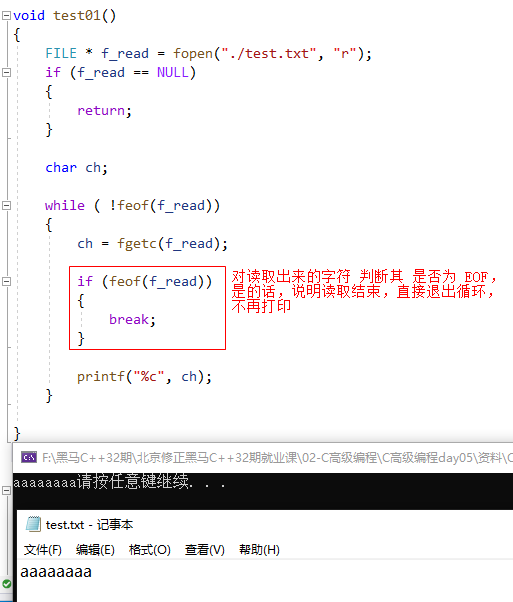 void test01()
{
FILE * f_read = fopen("./test.txt", "r");
if (f_read == NULL)
{
return;
}
char ch;
while ( !feof(f_read))
{
ch = fgetc(f_read);
if (feof(f_read))
{
break;
}
对读取出来的字符 判断其 是否为 EOF，
是的话，说明读取结束，直接退出循环，
不再打印
printf("%c", ch);
}
}
F:\黑马C++32期\北京修正黑马C++32期就业课\02-C高级编程\C高级编程day05\资料\C
aaaaaaaa请按任意键继续. . .
test.txt - 记事本
文件(F) 编辑(E) 格式(O) 查看(V) 帮助(H)
aaaaaaaa